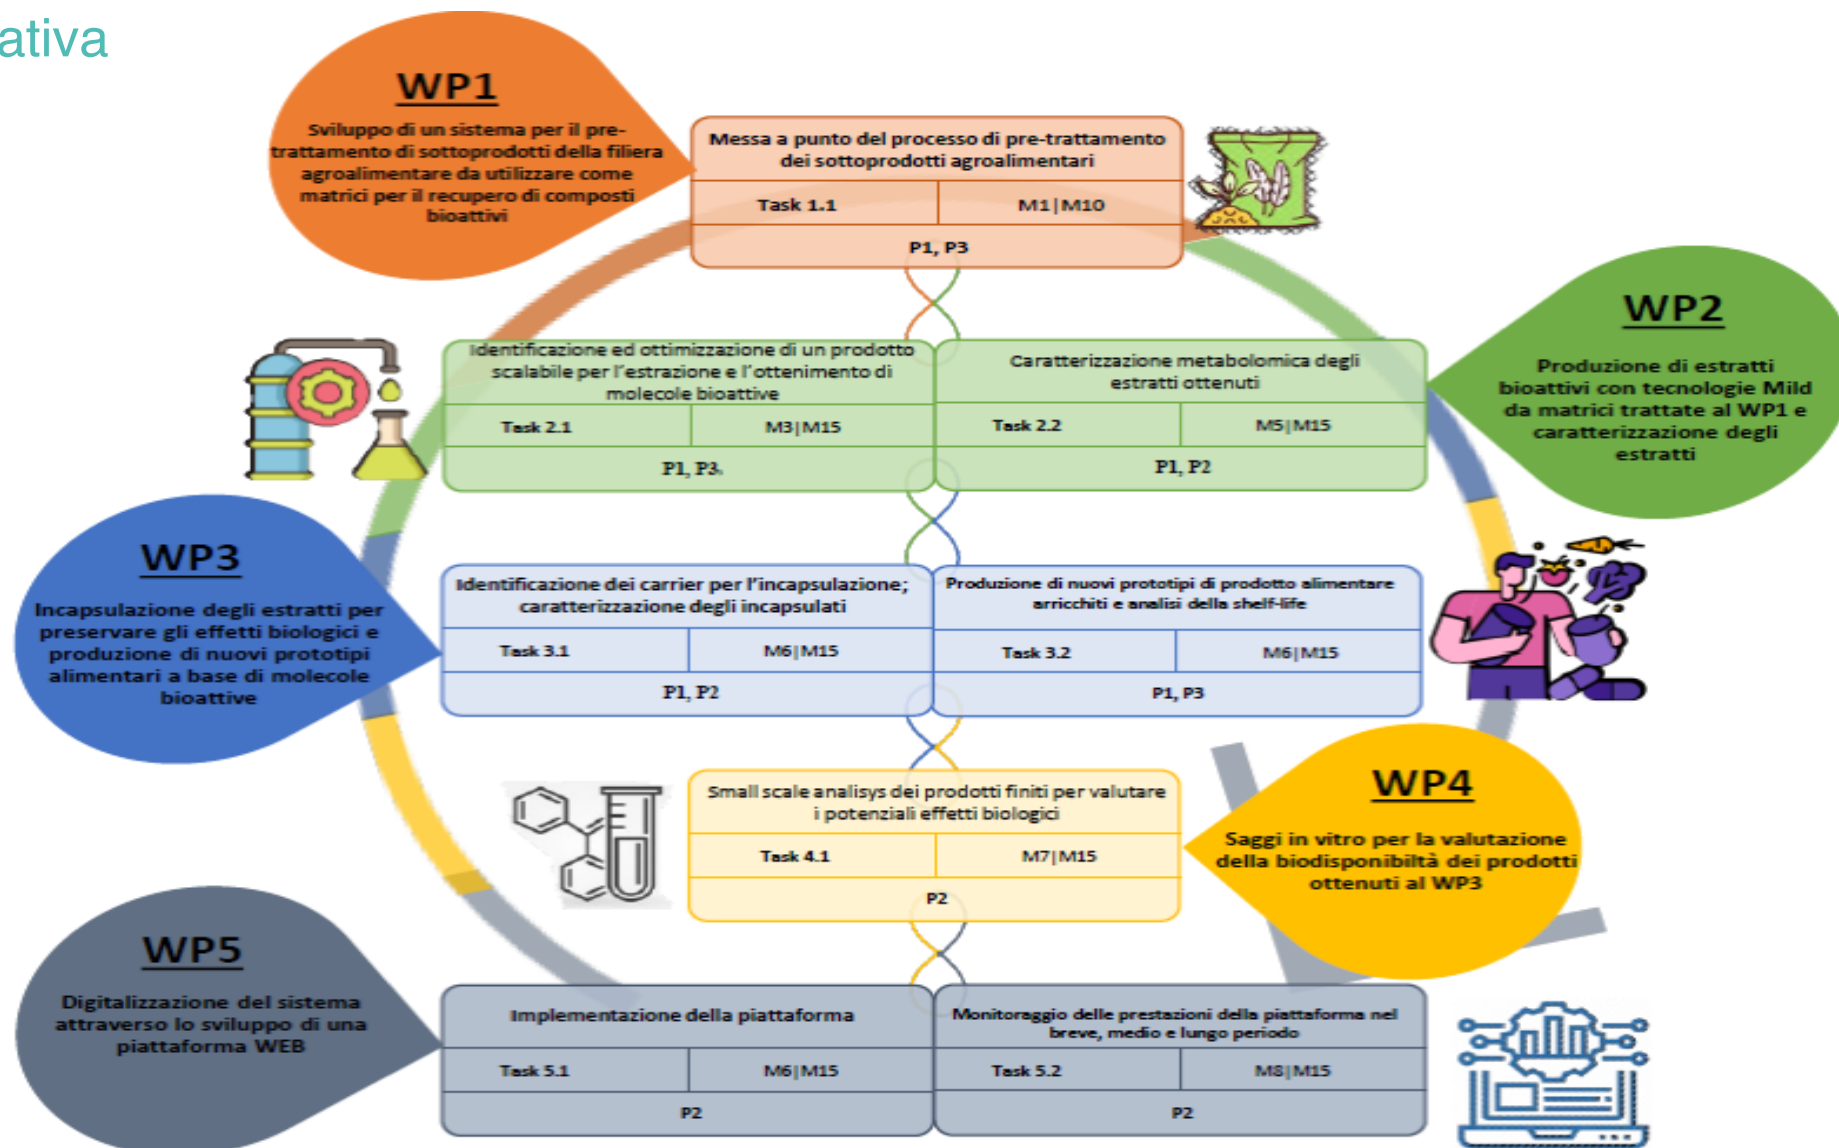 ativa
WP1
Sviluppo di un sistema per il pre-
trattamento di sottoprodotti della filiera
agroalimentare da utilizzare come
matrici per il recupero di composti
bioattivi
Messa a punto del processo di pre-trattamento
dei sottoprodotti agroalimentari
Task 1.1
M1|M10
P1, P3
WP2
Produzione di estratti
bioattivi con tecnologie Mild
da matrici trattate al WP1 e
caratterizzazione degli
estratti
Identificazione ed ottimizzazione di un prodotto
scalabile per l'estrazione e l'ottenimento di
molecole bioattive
Task 2.1
M3|M15
P1, P3.
Caratterizzazione metabolomica degli
estratti ottenuti
Task 2.2
M5|M15
P1, P2
WP3
Incapsulazione degli estratti per
preservare gli effetti biologici e
produzione di nuovi prototipi
alimentari a base di molecole
bioattive
Identificazione dei carrier per l'incapsulazione;
caratterizzazione degli incapsulati
Task 3.1
M6|M15
P1, P2
Produzione di nuovi prototipi di prodotto alimentare
arricchiti e analisi della shelf-life
Task 3.2
M6|M15
P1, P3
WP4
Saggi in vitro per la valutazione
della biodisponibiltà dei prodotti
ottenuti al WP3
Small scale analisys dei prodotti finiti per valutare
i potenziali effetti biologici
Task 4.1
M7|M15
P2
WP5
Digitalizzazione del sistema
attraverso lo sviluppo di una
piattaforma WEB
Implementazione della piattaforma
Task 5.1
M6|M15
P2
Monitoraggio delle prestazioni della piattaforma nel
breve, medio e lungo periodo
Task 5.2
M8|M15
P2